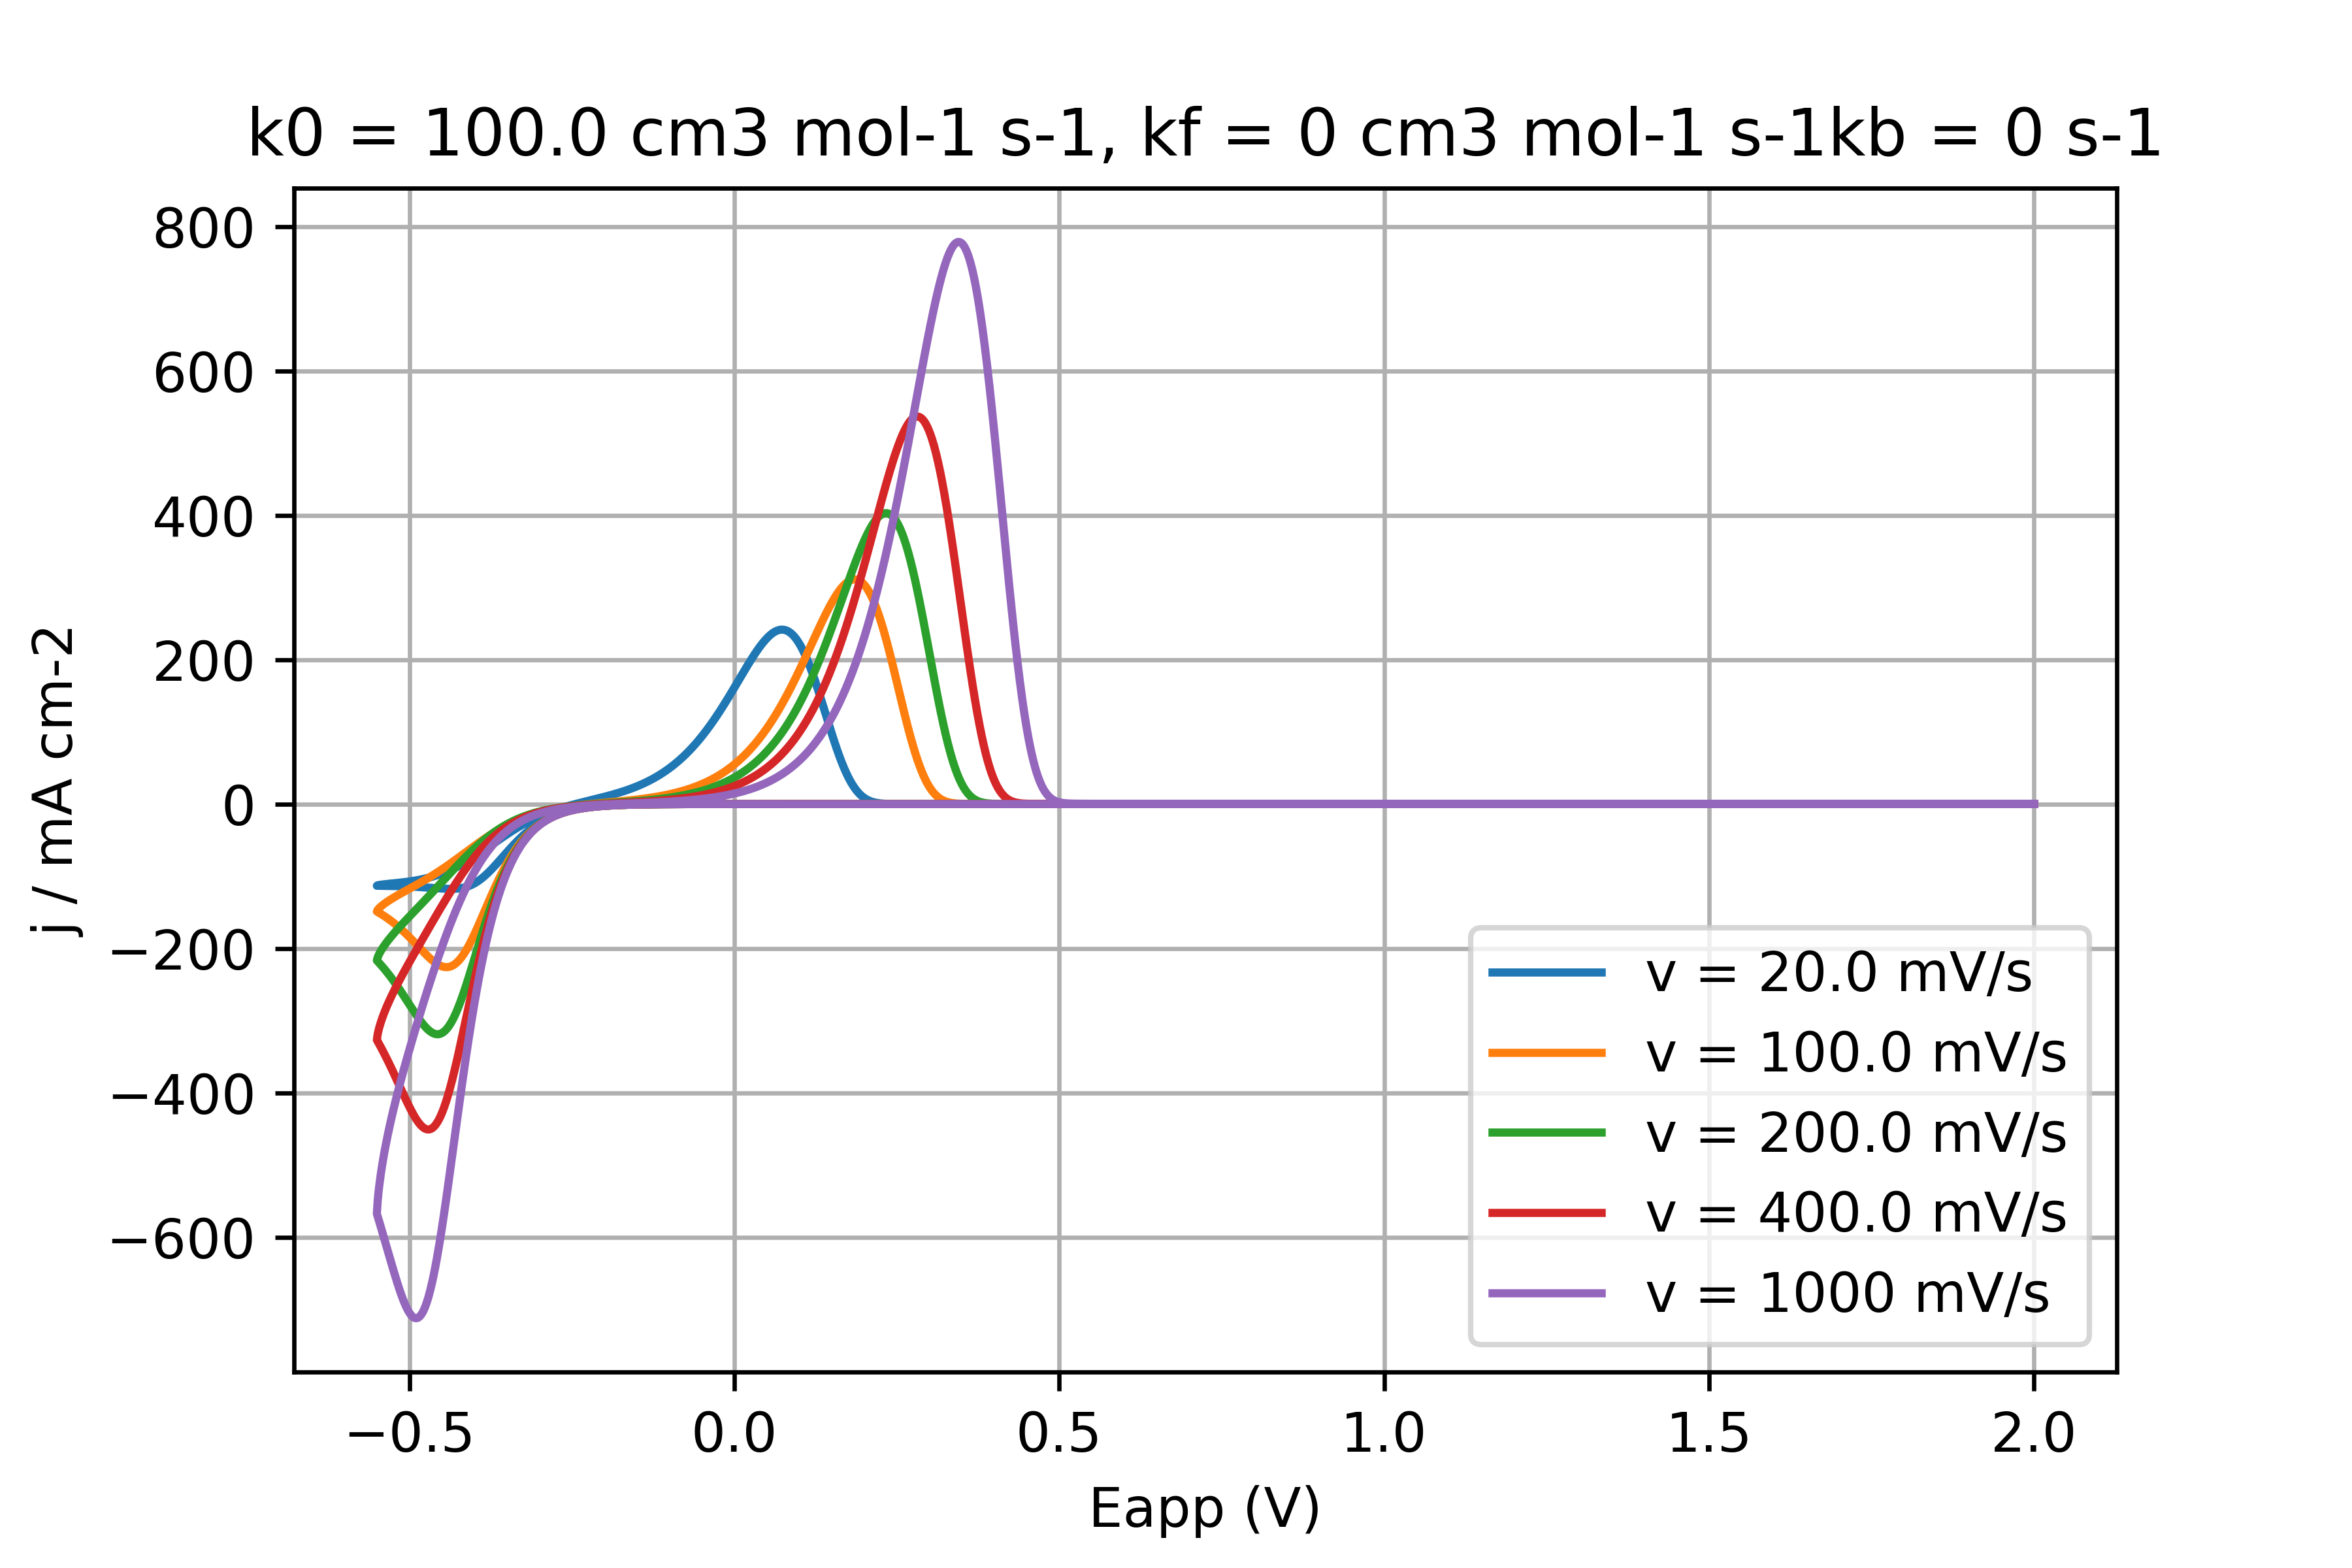 k0 = 100.0 cm3 mol-1 s-1, kf = 0 cm3 mol-1 s-1kb = 0 s-1
800
600
400
200
0
−200
−400
−600
j / mA cm-2
v = 20.0 mV/s
v = 100.0 mV/s
v = 200.0 mV/s
v = 400.0 mV/s
v = 1000 mV/s
−0.5 0.0 0.5 1.0 1.5 2.0
Eapp (V)